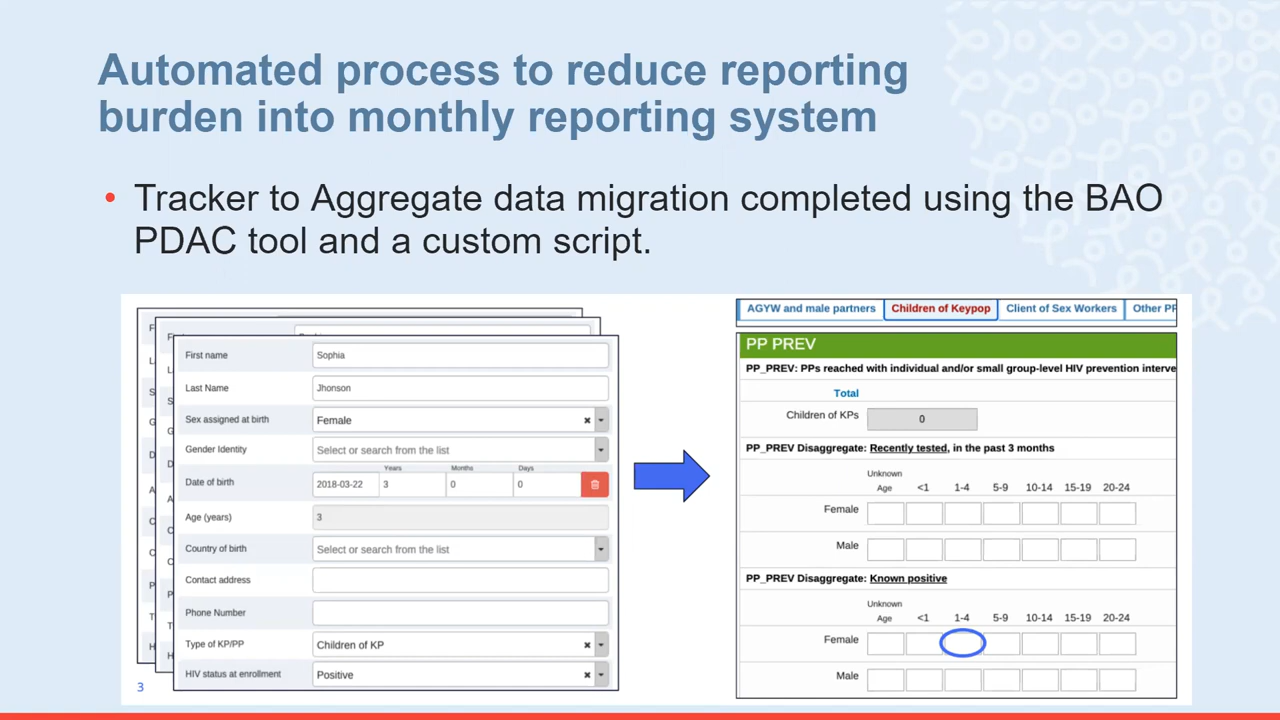 Automated process to reduce reporting
burden into monthly reporting system
• Tracker to Aggregate data migration completed using the BAO
PDAC tool and a custom script.
First name Sophia
Last Name Jhonson
Sex assigned at birth Female
Gender Identity Select or search from the list
Years Months Days
Date of birth 2018-03-22 3 0 0
Age (years) 3
Country of birth Select or search from the list
Contact address
Phone Number
Type of KP/PP Children of KP
HIV status at enrollment Positive
3
AGYW and male partners Children of Keypop Client of Sex Workers Other PP
PP PREV
PP_PREV: PPs reached with individual and/or small group-level HIV prevention interve
Total
Children of KPs 0
PP_PREV Disaggregate: Recently tested, in the past 3 months
Unknown
Age <1 1-4 5-9 10-14 15-19 20-24
Female
Male
PP_PREV Disaggregate: Known positive
Unknown
Age <1 1-4 5-9 10-14 15-19 20-24
Female
Male